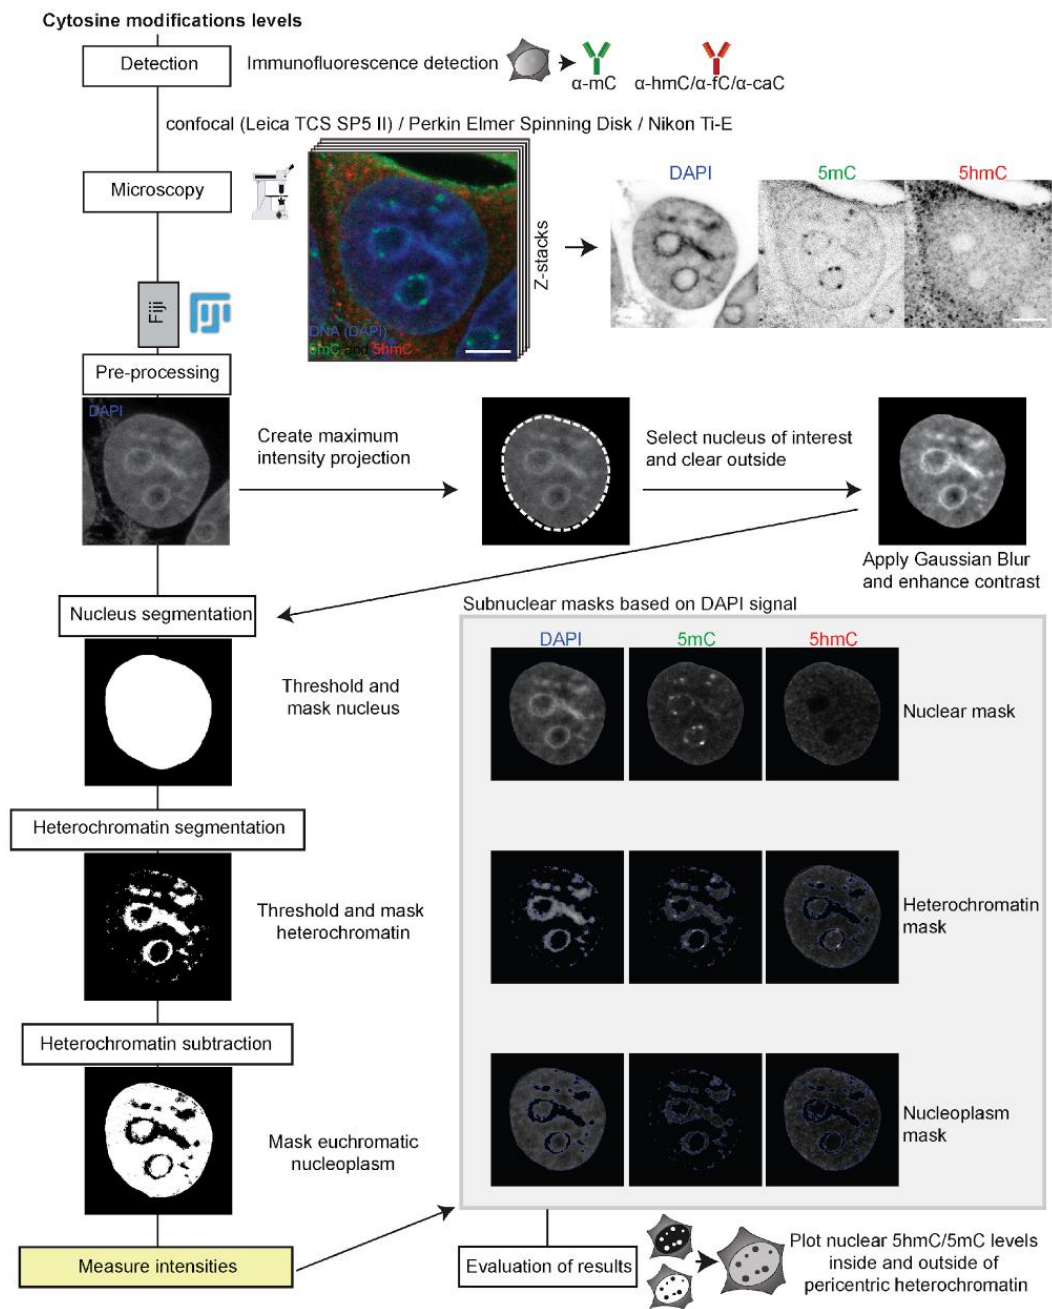 Cytosine modifications levels
Detection
Immunofluorescence detection
α-mC
α-hmC/α-fC/α-caC
confocal (Leica TCS SP5 II) / Perkin Elmer Spinning Disk / Nikon Ti-E
Microscopy
DNA (DAPI)
5mC and 5hmC
Z-stacks
DAPI
5mC
5hmC
Fiji
Pre-processing
DAPI
Create maximum
intensity projection
Select nucleus of interest
and clear outside
Apply Gaussian Blur
and enhance contrast
Nucleus segmentation
Threshold and
mask nucleus
Heterochromatin segmentation
Threshold and mask
heterochromatin
Heterochromatin subtraction
Mask euchromatic
nucleoplasm
Measure intensities
Subnuclear masks based on DAPI signal
DAPI
5mC
5hmC
Nuclear mask
Heterochromatin
mask
Nucleoplasm
mask
Evaluation of results
Plot nuclear 5hmC/5mC levels
inside and outside of
pericentric heterochromatin